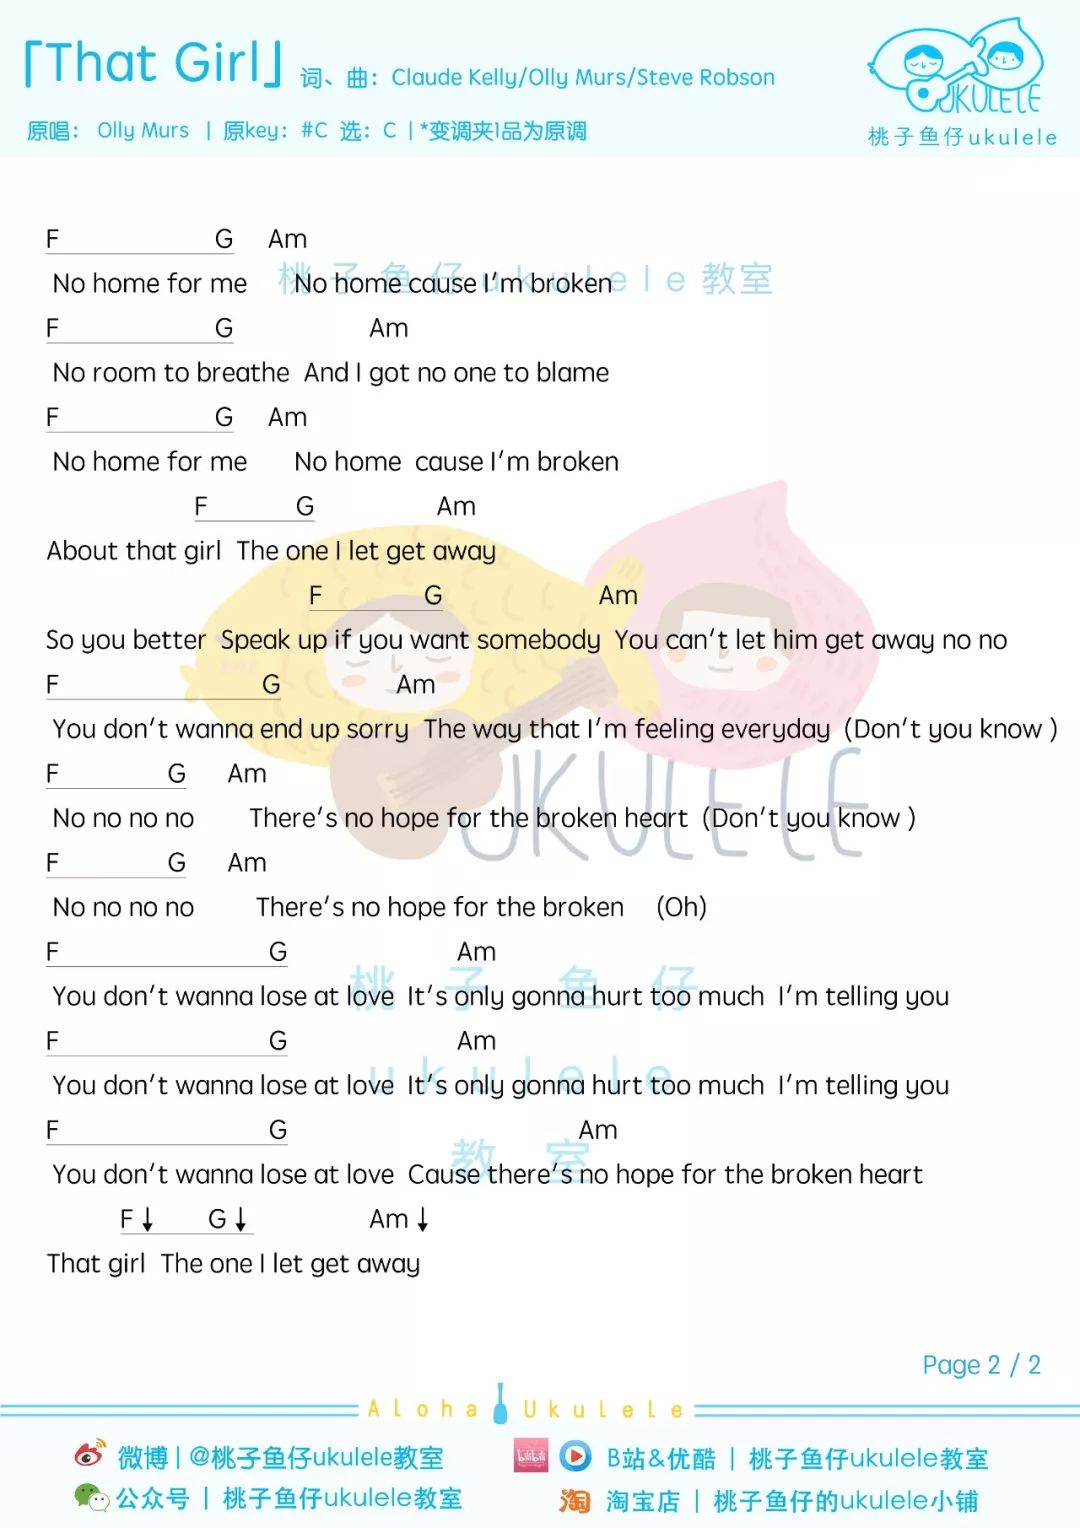 「That Girl」 词、曲：Claude Kelly/Olly Murs/Steve Robson
原唱： Olly Murs | 原key：#C 选：C | *变调夹1品为原调
UKULELE
桃子鱼仔ukulele
F G Am
No home for me No home cause I'm broken
桃子鱼仔ukulele教室
F G Am
No room to breathe And I got no one to blame
F G Am
No home for me No home cause I'm broken
F G Am
About that girl The one I let get away
F G Am
So you better Speak up if you want somebody You can't let him get away no no
F G Am
You don't wanna end up sorry The way that I'm feeling everyday (Don't you know )
F G Am
No no no no There's no hope for the broken heart (Don't you know )
UKULELE
F G Am
No no no no There's no hope for the broken (Oh)
F G Am
桃子鱼仔
You don't wanna lose at love It's only gonna hurt too much I'm telling you
F G Am
ukulele
You don't wanna lose at love It's only gonna hurt too much I'm telling you
F G Am
教室
You don't wanna lose at love Cause there's no hope for the broken heart
F↓ G↓ Am↓
That girl The one I let get away
Page 2 / 2
Aloha Ukulele
微博 | @桃子鱼仔ukulele教室 bilibili B站&优酷 | 桃子鱼仔ukulele教室
公众号 | 桃子鱼仔ukulele教室 淘 淘宝店 | 桃子鱼仔的ukulele小铺